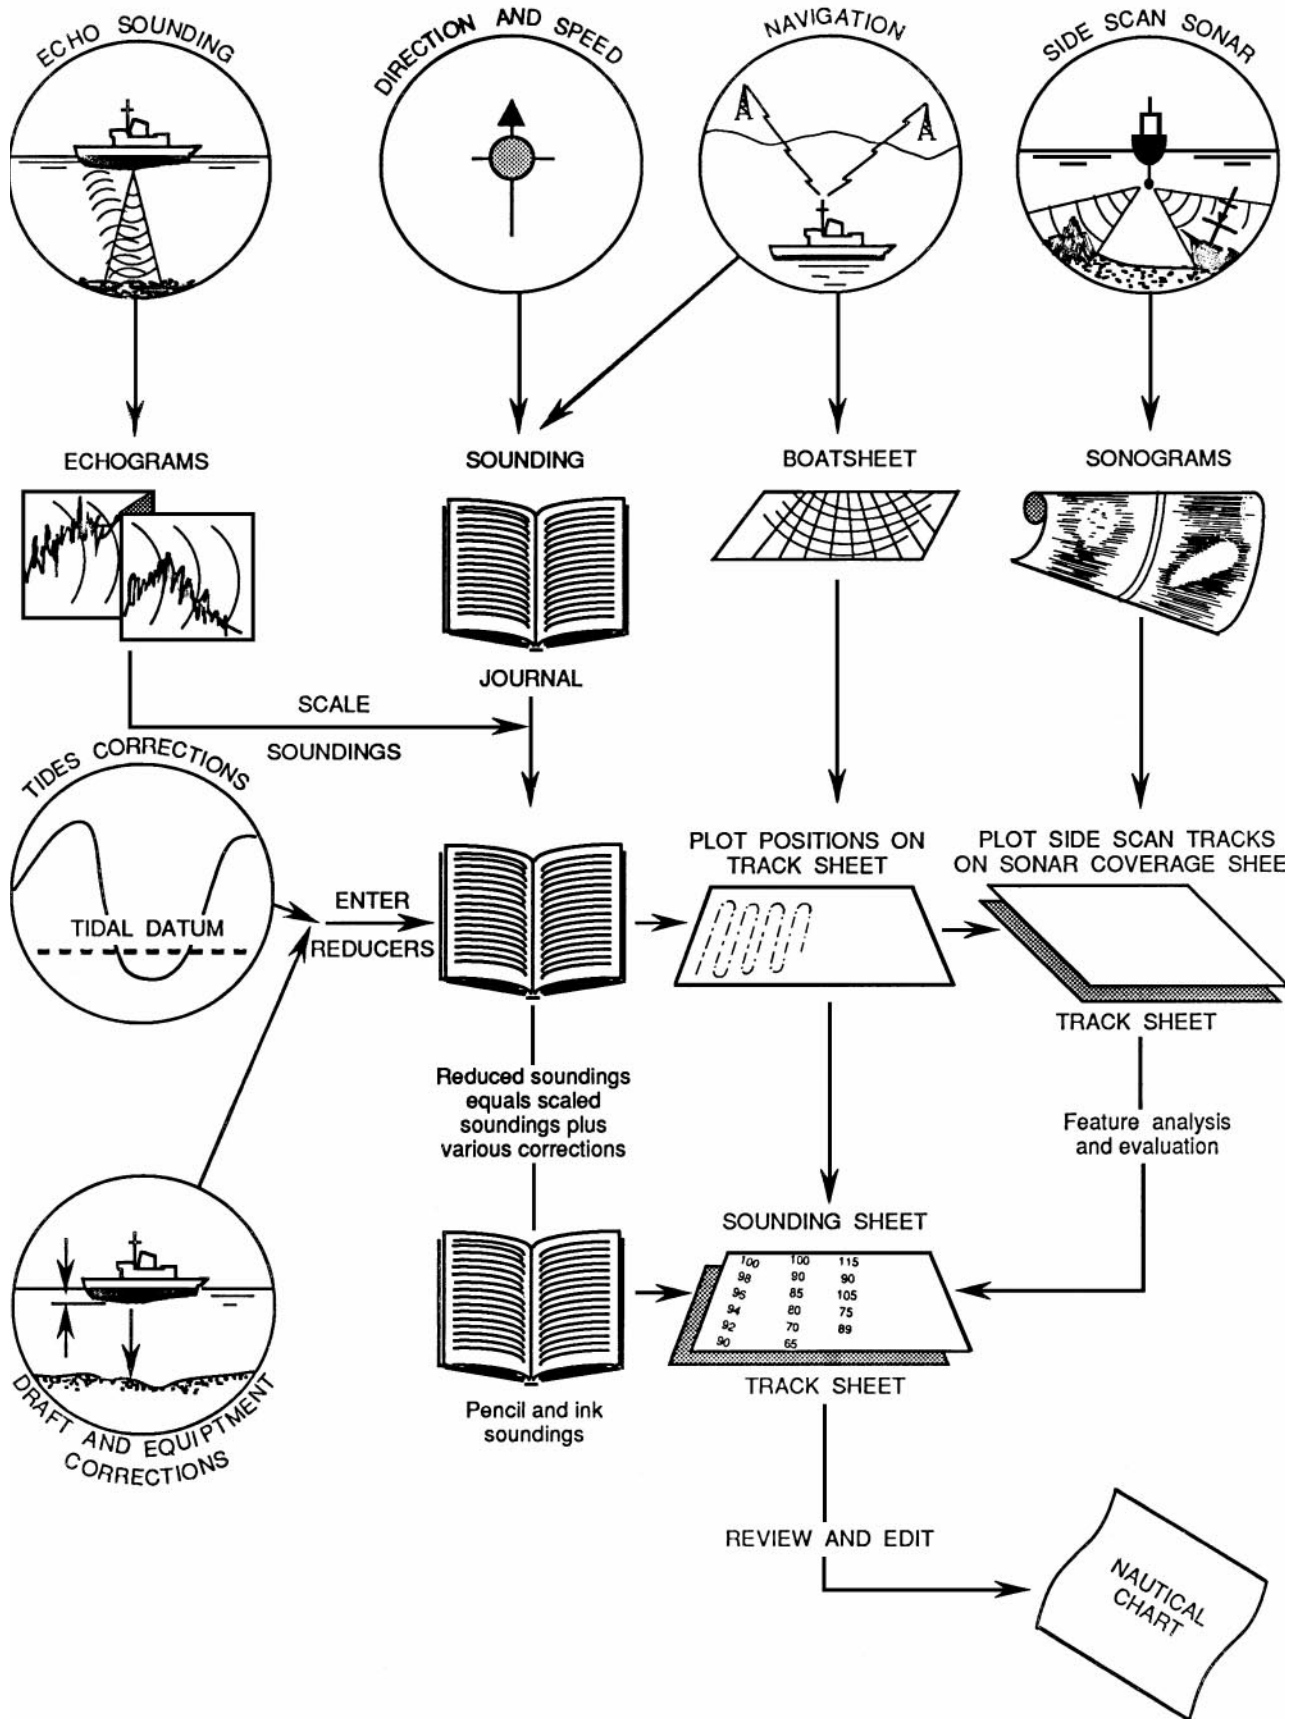 ECHO SOUNDING
DIRECTION AND SPEED
NAVIGATION
SIDE SCAN SONAR
ECHOGRAMS
SOUNDING
BOATSHEET
SONOGRAMS
JOURNAL
SCALE
SOUNDINGS
TIDES CORRECTIONS
TIDAL DATUM
ENTER
REDUCERS
PLOT POSITIONS ON
TRACK SHEET
PLOT SIDE SCAN TRACKS
ON SONAR COVERAGE SHEE
TRACK SHEET
Reduced soundings
equals scaled
soundings plus
various corrections
Feature analysis
and evaluation
SOUNDING SHEET
100 100 115
98 90 90
96 85 105
94 80 75
92 70 89
90 65
TRACK SHEET
DRAFT AND EQUIPTMENT
CORRECTIONS
Pencil and ink
soundings
REVIEW AND EDIT
NAUTICAL
CHART